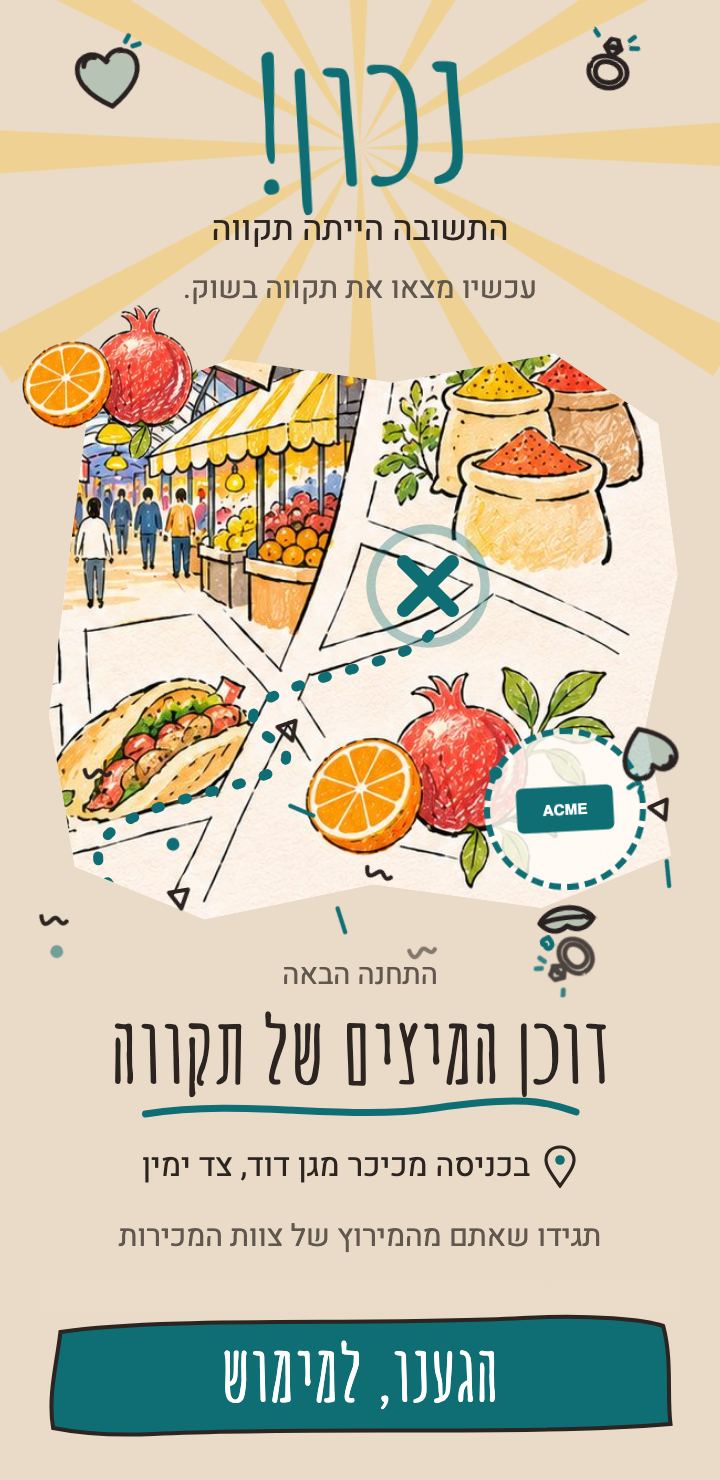 נכון!
התשובה הייתה תקווה
עכשיו מצאו את תקווה בשוק.
ACME
התחנה הבאה
דוכן המיצים של תקווה
בכניסה מכיכר מגן דוד, צד ימין
תגידו שאתם מהמירוץ של צוות המכירות
הגענו, למימוש